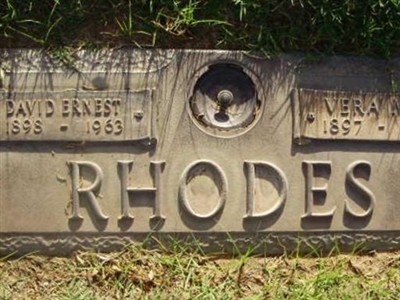 DAVID ERNEST
1898 - 1963
VERA
1897 -
RHODES